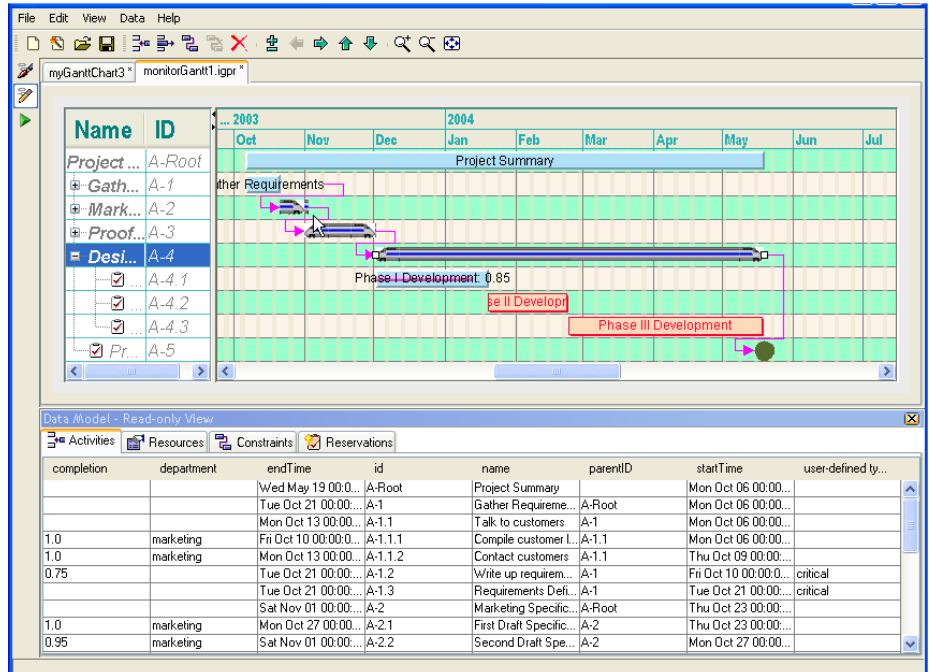 File Edit View Data Help
myGanttChart3 * monitorGantt1.igpr *
Name ID
... 2003 2004
Oct Nov Dec Jan Feb Mar Apr May Jun Jul
Project ... A-Root Project Summary
Gath... A-1 ther Requirements
Mark... A-2
Proof... A-3
Desi... A-4
... A-4.1 Phase I Development: 0.85
... A-4.2 se II Developr
... A-4.3 Phase III Development
Pr... A-5
Data Model - Read-only View
Activities Resources Constraints Reservations
completion department endTime id name parentID startTime user-defined ty...
Wed May 19 00:0... A-Root Project Summary Mon Oct 06 00:00...
Tue Oct 21 00:00:... A-1 Gather Requireme... A-Root Mon Oct 06 00:00...
Mon Oct 13 00:00... A-1.1 Talk to customers A-1 Mon Oct 06 00:00...
1.0 marketing Fri Oct 10 00:00:0... A-1.1.1 Compile customer l... A-1.1 Mon Oct 06 00:00...
1.0 marketing Mon Oct 13 00:00... A-1.1.2 Contact customers A-1.1 Thu Oct 09 00:00:...
0.75 Tue Oct 21 00:00:... A-1.2 Write up requirem... A-1 Fri Oct 10 00:00:0... critical
Tue Oct 21 00:00:... A-1.3 Requirements Defi... A-1 Tue Oct 21 00:00:... critical
Sat Nov 01 00:00:... A-2 Marketing Specific... A-Root Thu Oct 23 00:00:...
1.0 marketing Mon Oct 27 00:00... A-2.1 First Draft Specific... A-2 Thu Oct 23 00:00:...
0.95 marketing Sat Nov 01 00:00:... A-2.2 Second Draft Spe... A-2 Mon Oct 27 00:00...